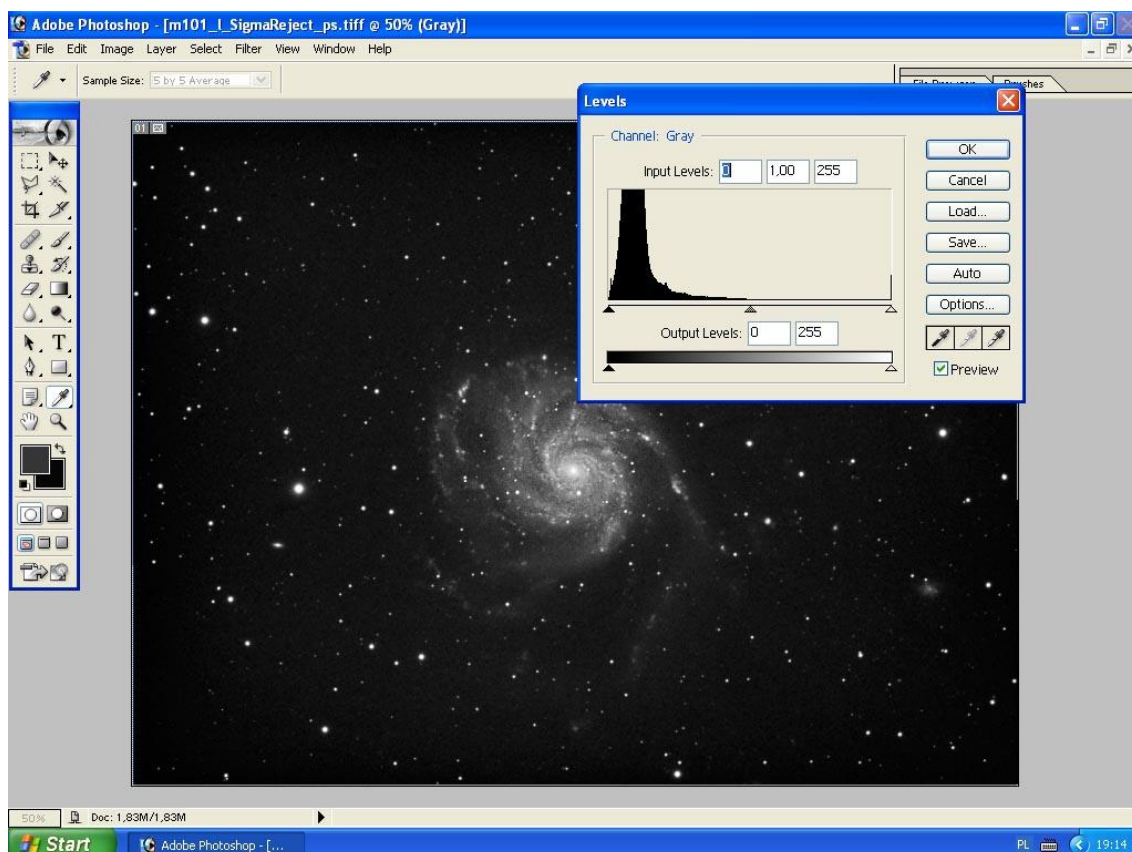 Adobe Photoshop - [m101_l_SigmaReject_ps.tiff @ 50% (Gray)]
File Edit Image Layer Select Filter View Window Help
Sample Size: 5 by 5 Average
Brushes
01
Levels
Channel: Gray
Input Levels: 0 1,00 255
Output Levels: 0 255
OK
Cancel
Load...
Save...
Auto
Options...
Preview
T
50% Doc: 1,83M/1,83M
Start Adobe Photoshop - [... PL 19:14